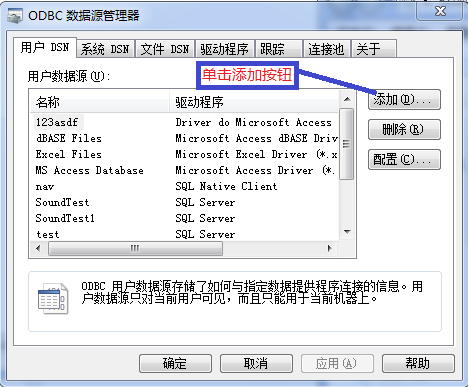 ODBC 数据源管理器
用户 DSN 系统 DSN 文件 DSN 驱动程序 跟踪 连接池 关于
用户数据源(U):
单击添加按钮
名称 驱动程序
123asdf Driver do Microsoft Access
dBASE Files Microsoft Access dBASE Driv
Excel Files Microsoft Excel Driver (*.x
MS Access Database Microsoft Access Driver (*.
nav SQL Native Client
SoundTest SQL Server
SoundTest1 SQL Server
test SQL Server
添加(D)...
删除(R)
配置(C)...
ODBC 用户数据源存储了如何与指定数据提供程序连接的信息。用
户数据源只对当前用户可见，而且只能用于当前机器上。
确定 取消 应用(A) 帮助